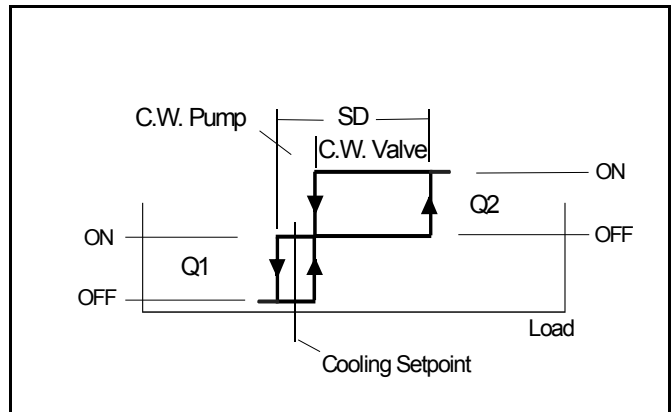 C.W. Pump
SD
C.W. Valve
ON
Q2
ON
OFF
Q1
OFF
Load
Cooling Setpoint